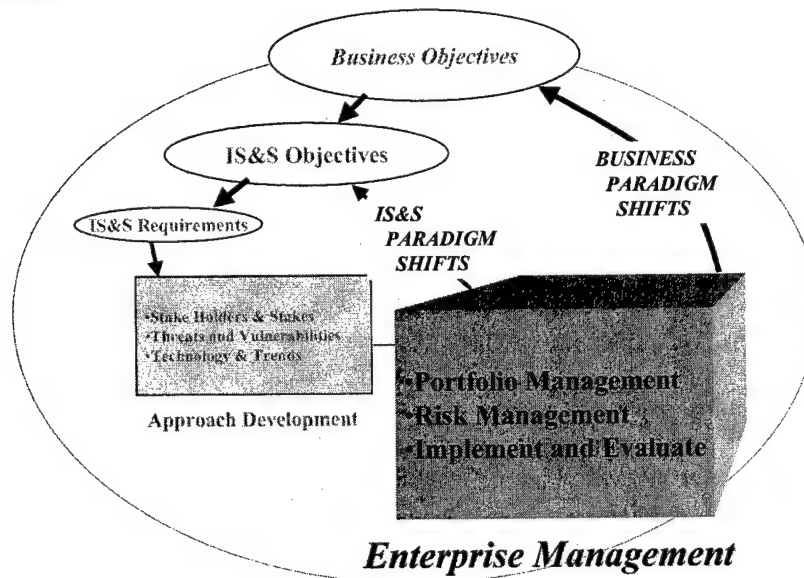 Business Objectives
IS&S Objectives
BUSINESS
PARADIGM
SHIFTS
IS&S Requirements
IS&S
PARADIGM
SHIFTS
•Stake Holders & Stakes
•Threats and Vulnerabilities
•Technology & Trends
Approach Development
•Portfolio Management
•Risk Management
•Implement and Evaluate
Enterprise Management